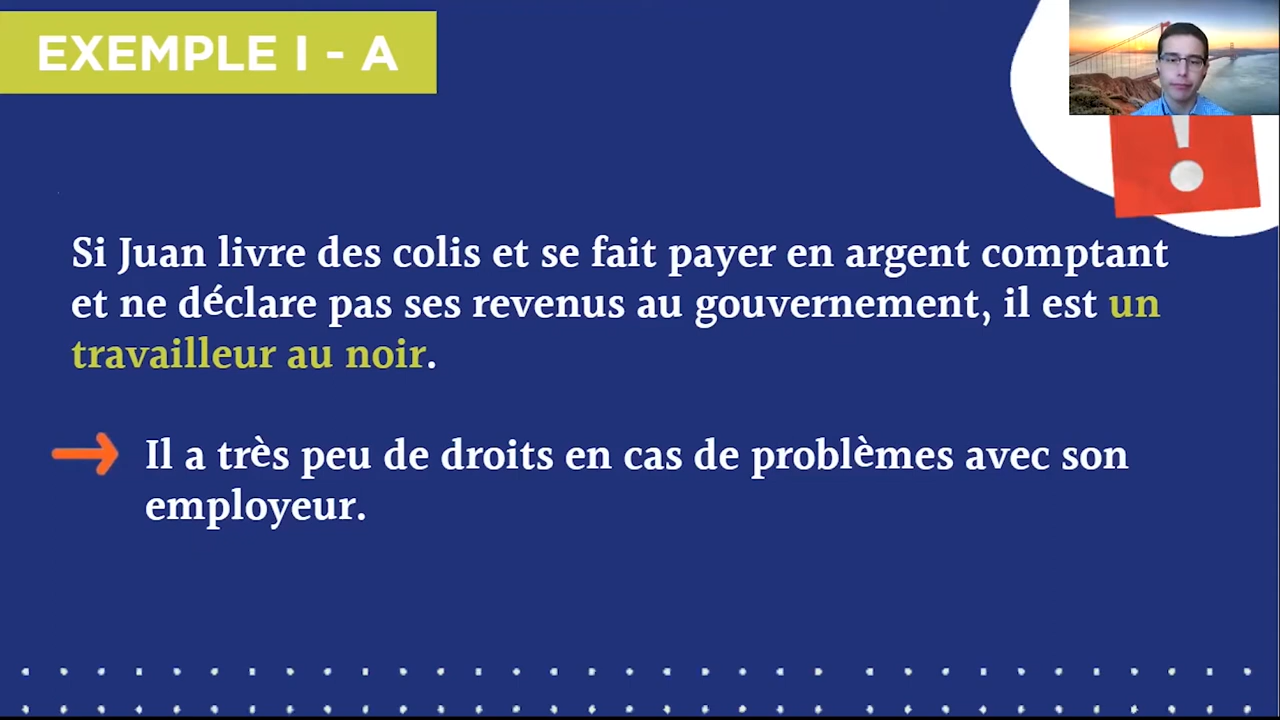 EXEMPLE I - A
Si Juan livre des colis et se fait payer en argent comptant
et ne déclare pas ses revenus au gouvernement, il est un
travailleur au noir.
Il a très peu de droits en cas de problèmes avec son
employeur.